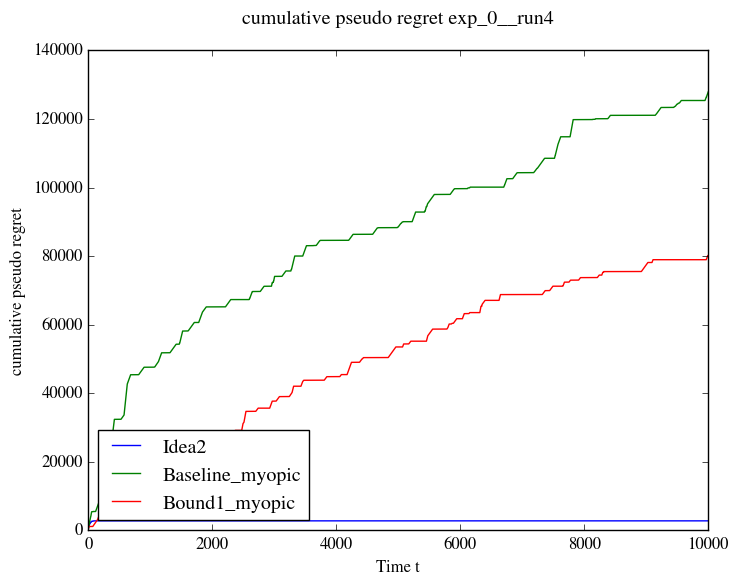 cumulative pseudo regret exp_0__run4
140000
120000
100000
80000
60000
40000
20000
0
cumulative pseudo regret
Idea2
Baseline_myopic
Bound1_myopic
0 2000 4000 6000 8000 10000
Time t